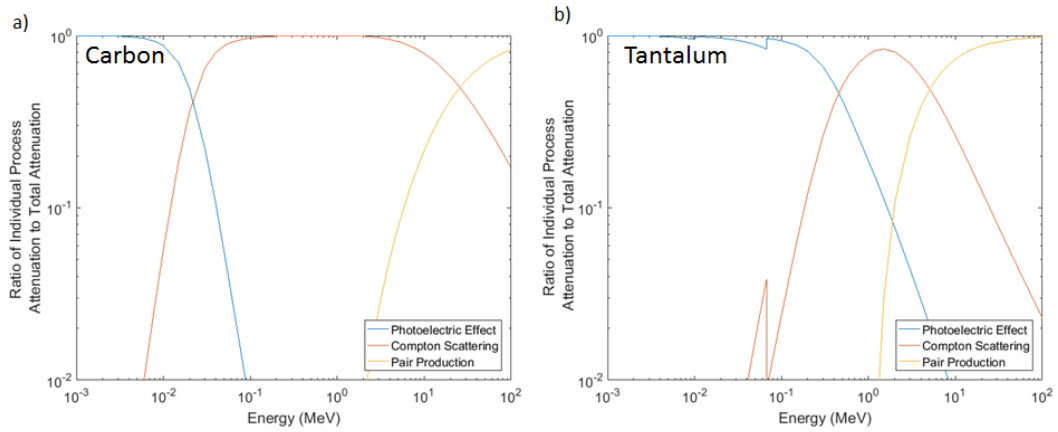 a)
Carbon
Ratio of Individual Process
Attenuation to Total Attenuation
10^0
10^-1
10^-2
10^-3
10^-2
10^-1
10^0
10^1
10^2
Energy (MeV)
Photoelectric Effect
Compton Scattering
Pair Production
b)
Tantalum
Ratio of Individual Process
Attenuation to Total Attenuation
10^0
10^-1
10^-2
10^-3
10^-2
10^-1
10^0
10^1
10^2
Energy (MeV)
Photoelectric Effect
Compton Scattering
Pair Production